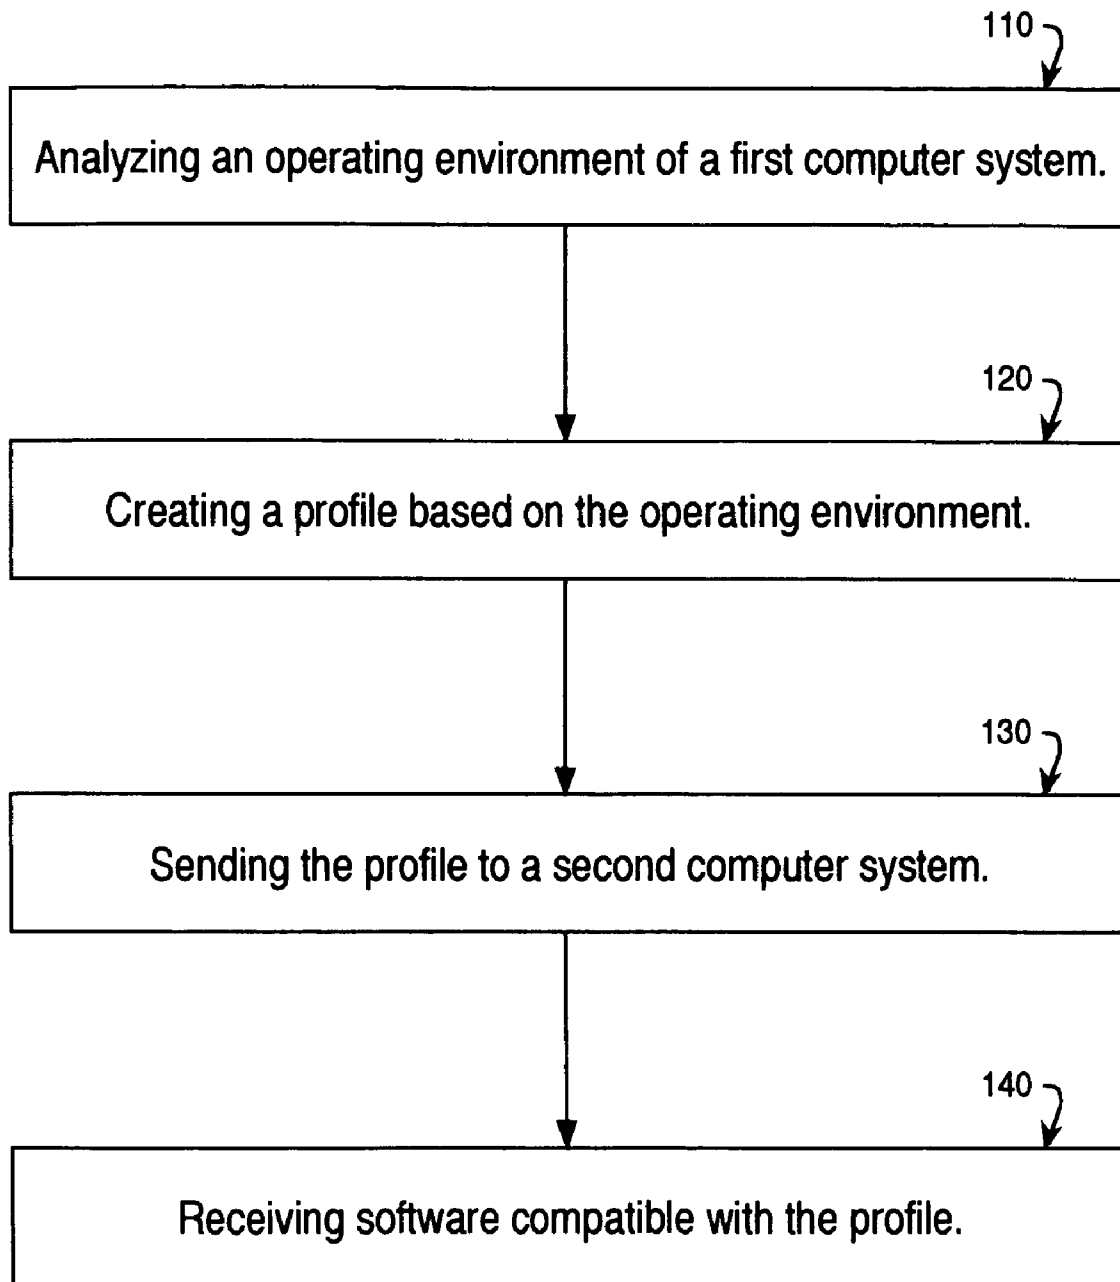 110
Analyzing an operating environment of a first computer system.
120
Creating a profile based on the operating environment.
130
Sending the profile to a second computer system.
140
Receiving software compatible with the profile.